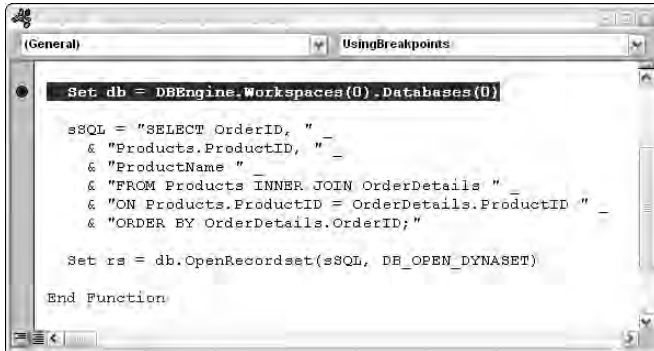 (General) UsingBreakpoints
Set db = DBEngine.Workspaces(0).Databases(0)
sSQL = "SELECT OrderID, " _
& "Products.ProductID, " _
& "ProductName " _
& "FROM Products INNER JOIN OrderDetails " _
& "ON Products.ProductID = OrderDetails.ProductID " _
& "ORDER BY OrderDetails.OrderID;"
Set rs = db.OpenRecordset(sSQL, DB_OPEN_DYNASET)
End Function